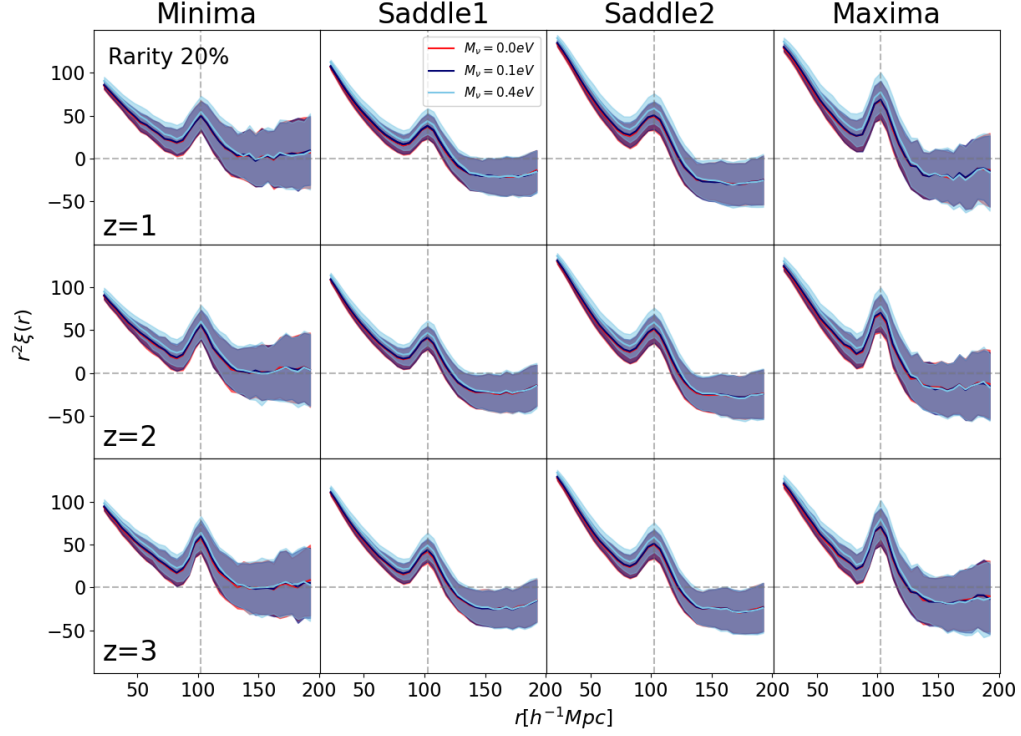 Minima Saddle1 Saddle2 Maxima
Rarity 20%
M_ν = 0.0eV
M_ν = 0.1eV
M_ν = 0.4eV
100
50
0
−50
z=1
100
50
0
−50
z=2
100
50
0
−50
z=3
r²ξ(r)
50 100 150 200 50 100 150 200 50 100 150 200 50 100 150 200
r[h⁻¹Mpc]